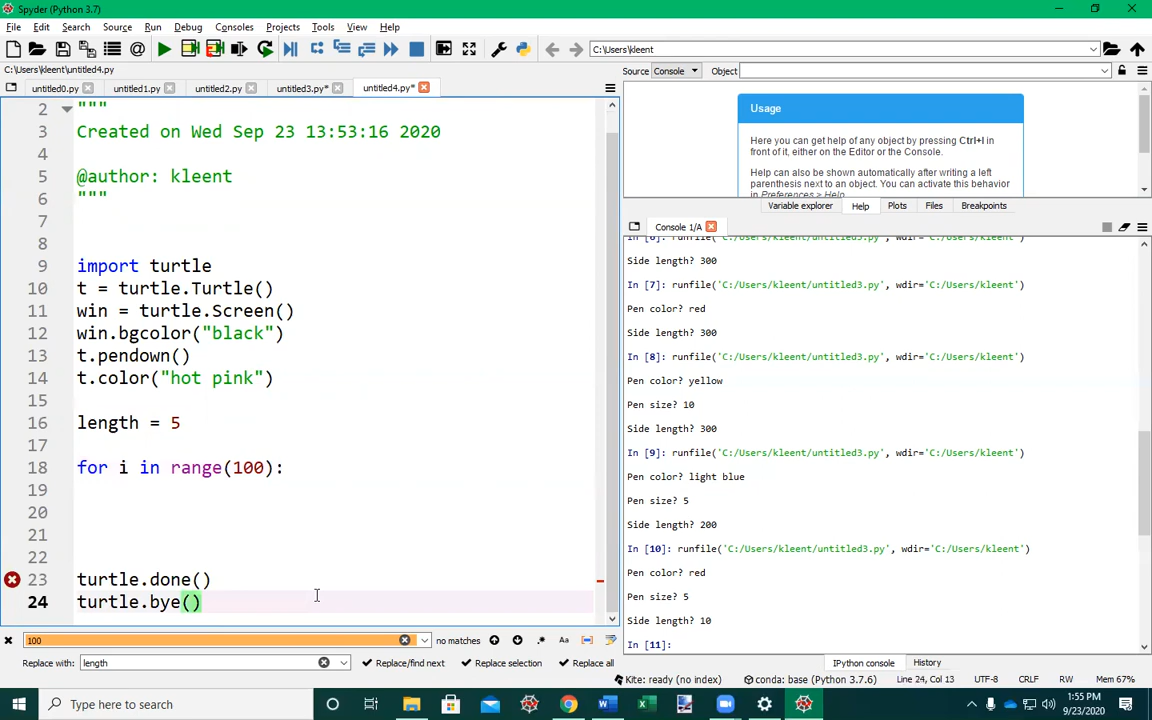 Spyder (Python 3.7)
File Edit Search Source Run Debug Consoles Projects Tools View Help
C:\Users\kleent
C:\Users\kleent\untitled4.py
Source Console Object
untitled0.py untitled1.py untitled2.py untitled3.py* untitled4.py*
2 """
3 Created on Wed Sep 23 13:53:16 2020
4
5 @author: kleent
6 """
7
8
9 import turtle
10 t = turtle.Turtle()
11 win = turtle.Screen()
12 win.bgcolor("black")
13 t.pendown()
14 t.color("hot pink")
15
16 length = 5
17
18 for i in range(100):
19
20
21
22
23 turtle.done()
24 turtle.bye()
100 no matches Aa
Replace with: length Replace/find next Replace selection Replace all
Usage
Here you can get help of any object by pressing Ctrl+I in
front of it, either on the Editor or the Console.
Help can also be shown automatically after writing a left
parenthesis next to an object. You can activate this behavior
in Preferences > Help.
Variable explorer Help Plots Files Breakpoints
Console 1/A
In [6]: runfile('C:/Users/kleent/untitled3.py', wdir='C:/Users/kleent')
Side length? 300
In [7]: runfile('C:/Users/kleent/untitled3.py', wdir='C:/Users/kleent')
Pen color? red
Side length? 300
In [8]: runfile('C:/Users/kleent/untitled3.py', wdir='C:/Users/kleent')
Pen color? yellow
Pen size? 10
Side length? 300
In [9]: runfile('C:/Users/kleent/untitled3.py', wdir='C:/Users/kleent')
Pen color? light blue
Pen size? 5
Side length? 200
In [10]: runfile('C:/Users/kleent/untitled3.py', wdir='C:/Users/kleent')
Pen color? red
Pen size? 5
Side length? 10
In [11]:
IPython console History
Kite: ready (no index) conda: base (Python 3.7.6) Line 24, Col 13 UTF-8 CRLF RW Mem 67%
Type here to search
1:55 PM
9/23/2020